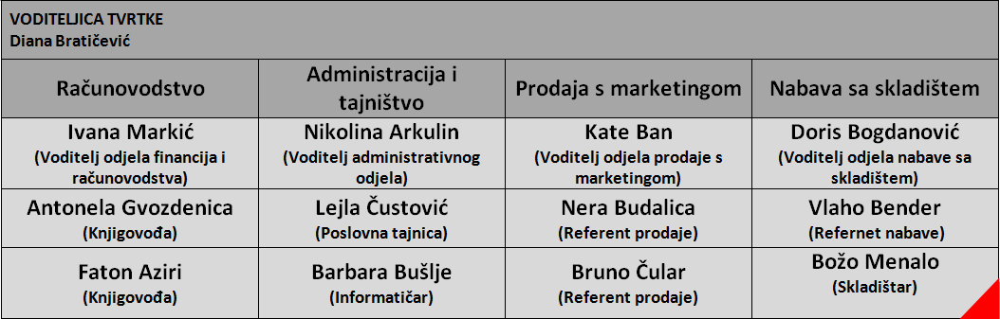 VODITELJICA TVRTKE
Diana Bratičević
Računovodstvo
Administracija i
tajništvo
Prodaja s marketingom
Nabava sa skladištem
Ivana Markić
(Voditelj odjela financija i
računovodstva)
Nikolina Arkulin
(Voditelj administrativnog
odjela)
Kate Ban
(Voditelj odjela prodaje s
marketingom)
Doris Bogdanović
(Voditelj odjela nabave sa
skladištem)
Antonela Gvozdenica
(Knjigovođa)
Lejla Čustović
(Poslovna tajnica)
Nera Budalica
(Referent prodaje)
Vlaho Bender
(Refernet nabave)
Faton Aziri
(Knjigovođa)
Barbara Bušlje
(Informatičar)
Bruno Čular
(Referent prodaje)
Božo Menalo
(Skladištar)